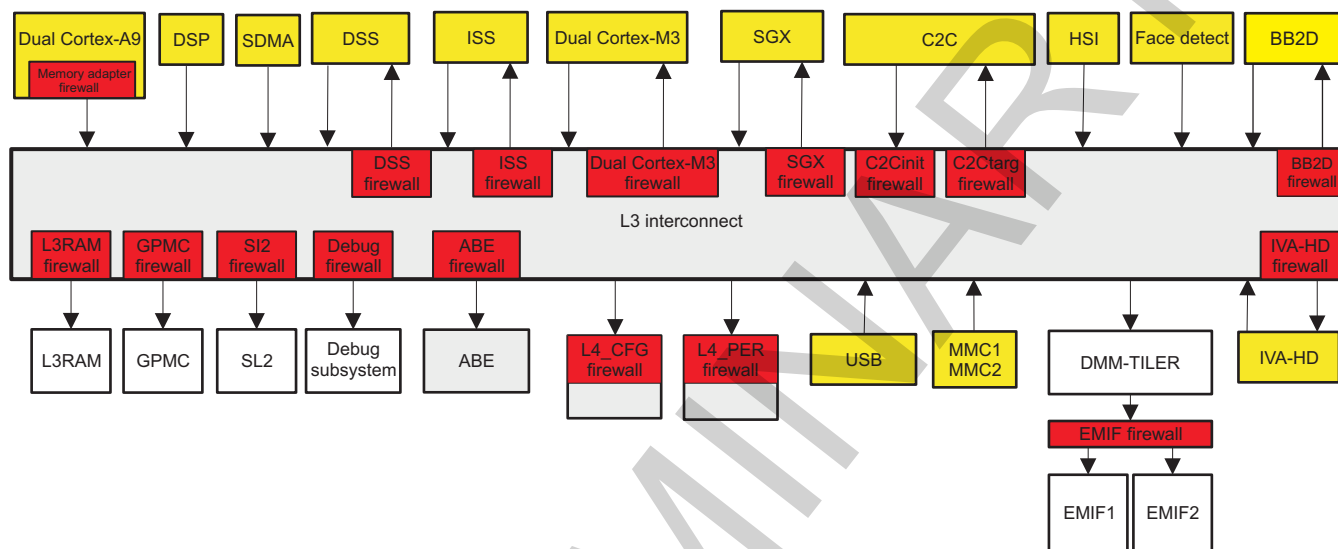 Dual Cortex-A9
Memory adapter
firewall
DSP
SDMA
DSS
ISS
Dual Cortex-M3
SGX
C2C
HSI
Face detect
BB2D
DSS
firewall
ISS
firewall
Dual Cortex-M3
firewall
SGX
firewall
C2Cinit
firewall
C2Ctarg
firewall
BB2D
firewall
L3 interconnect
L3RAM
firewall
GPMC
firewall
SI2
firewall
Debug
firewall
ABE
firewall
IVA-HD
firewall
L3RAM
GPMC
SL2
Debug
subsystem
ABE
L4_CFG
firewall
L4_PER
firewall
USB
MMC1
MMC2
DMM-TILER
IVA-HD
EMIF firewall
EMIF1
EMIF2